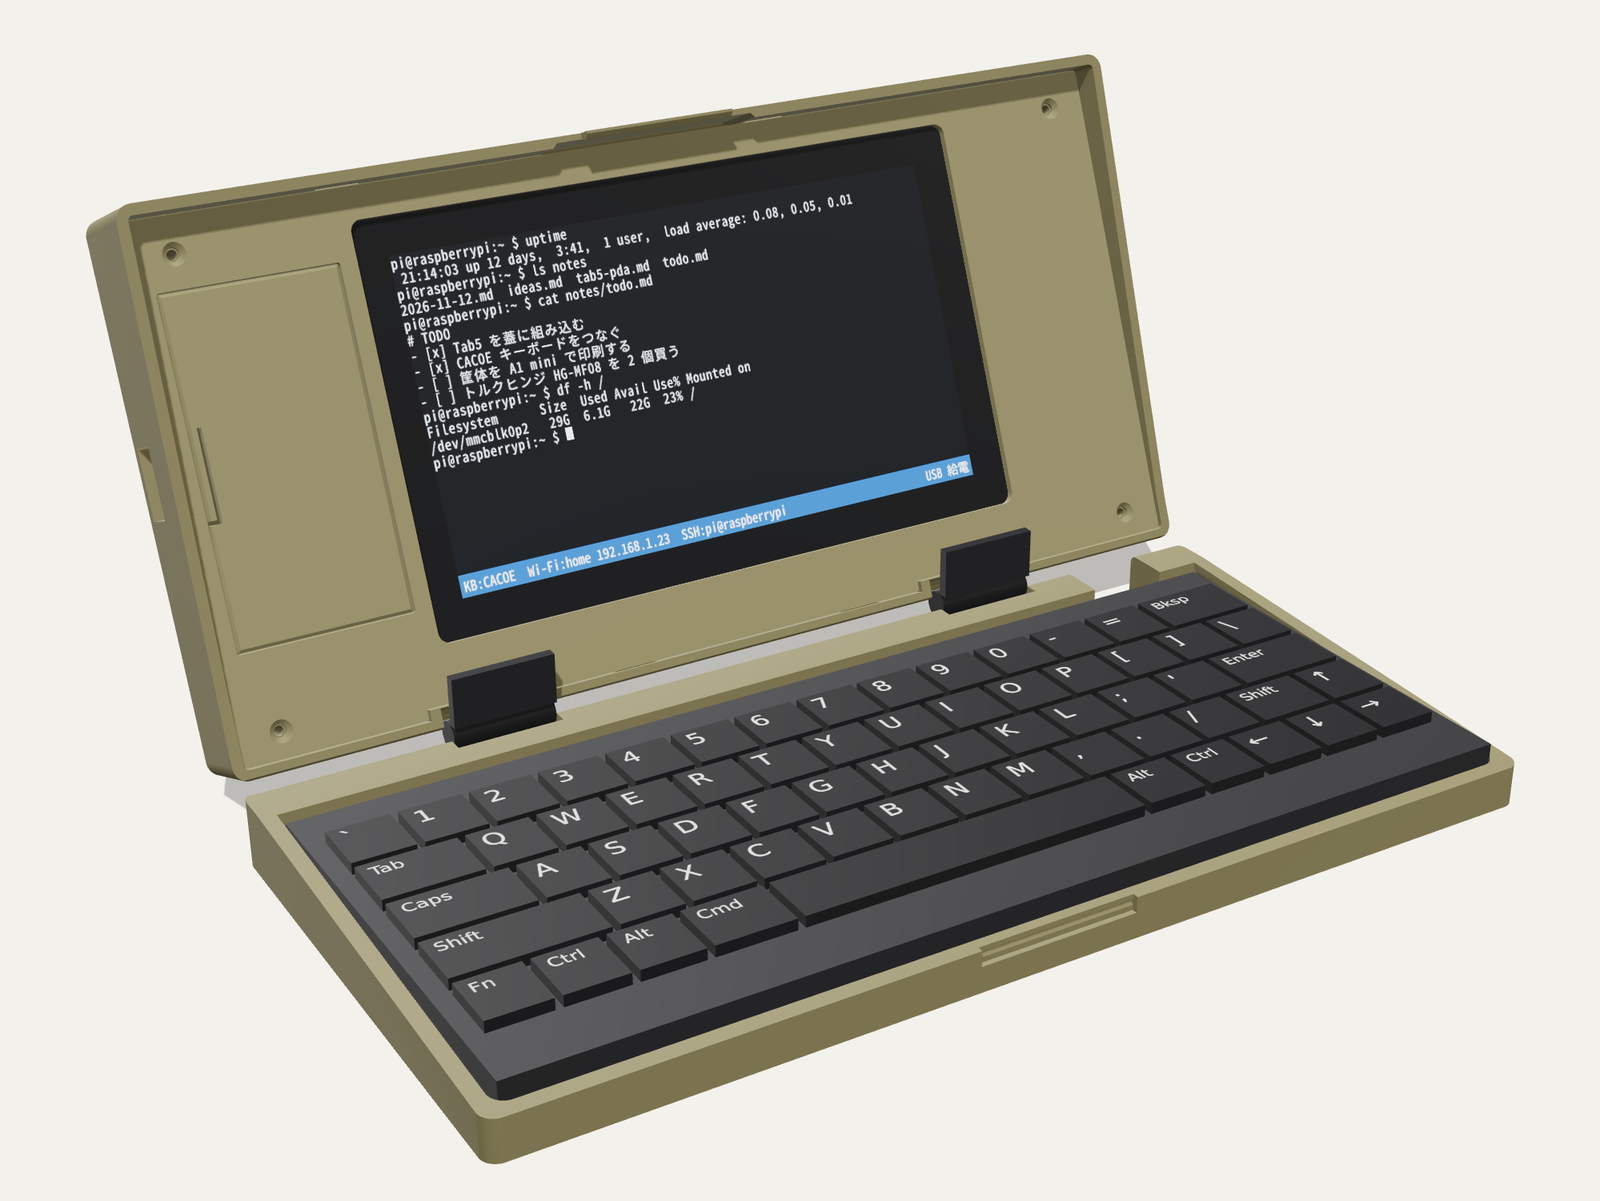 pi@raspberrypi:~ $ uptime
21:14:03 up 12 days,  3:41,  1 user,  load average: 0.08, 0.05, 0.01
pi@raspberrypi:~ $ ls notes
2026-11-12.md  ideas.md  tab5-pda.md  todo.md
pi@raspberrypi:~ $ cat notes/todo.md
# TODO
- [x] Tab5 を蓋に組み込む
- [x] CACOE キーボードをつなぐ
- [ ] 筐体を A1 mini で印刷する
- [ ] トルクヒンジ HG-MF08 を 2 個買う
pi@raspberrypi:~ $ df -h /
Filesystem      Size  Used Avail Use% Mounted on
/dev/mmcblk0p2   29G  6.1G   22G  23% /
pi@raspberrypi:~ $
KB:CACOE  Wi-Fi:home 192.168.1.23  SSH:pi@raspberrypi  USB 給電
` 1 2 3 4 5 6 7 8 9 0 - = Bksp
Tab Q W E R T Y U I O P [ ] \
Caps A S D F G H J K L ; ' Enter
Shift Z X C V B N M , . / Shift ↑
Fn Ctrl Alt Cmd Alt Ctrl ← ↓ →